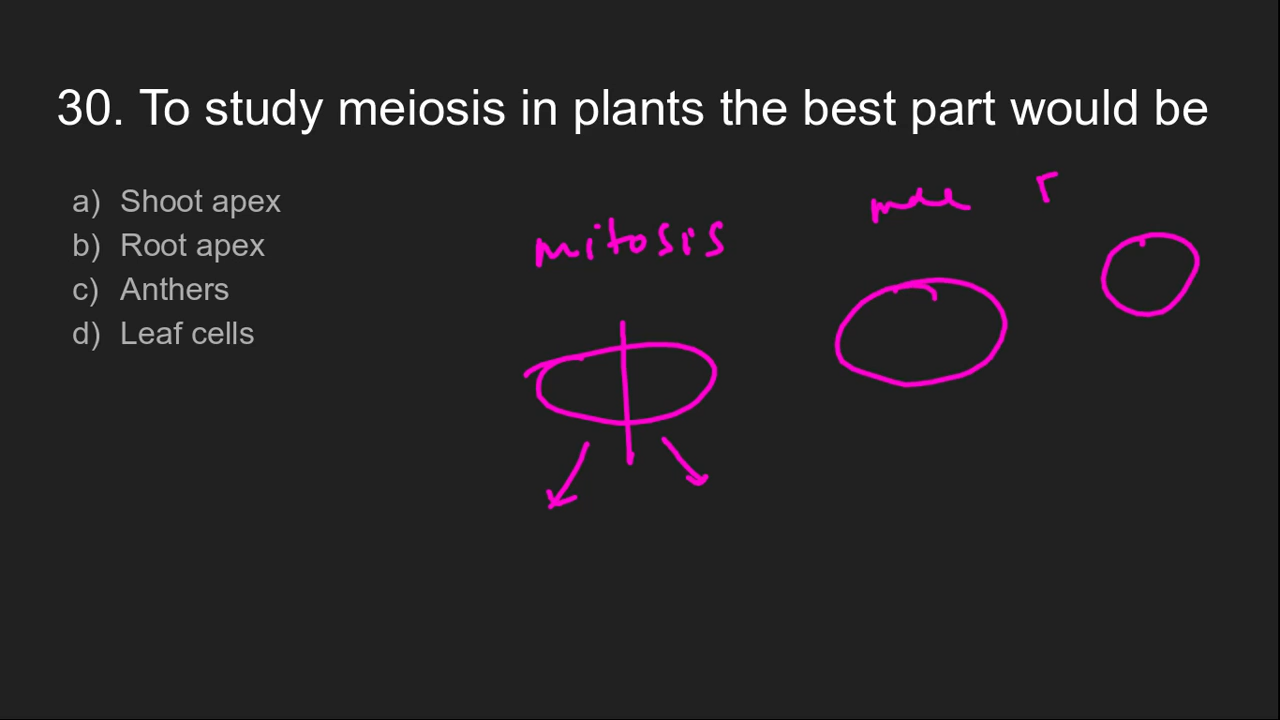 30. To study meiosis in plants the best part would be
a) Shoot apex
b) Root apex
c) Anthers
d) Leaf cells
mitosis